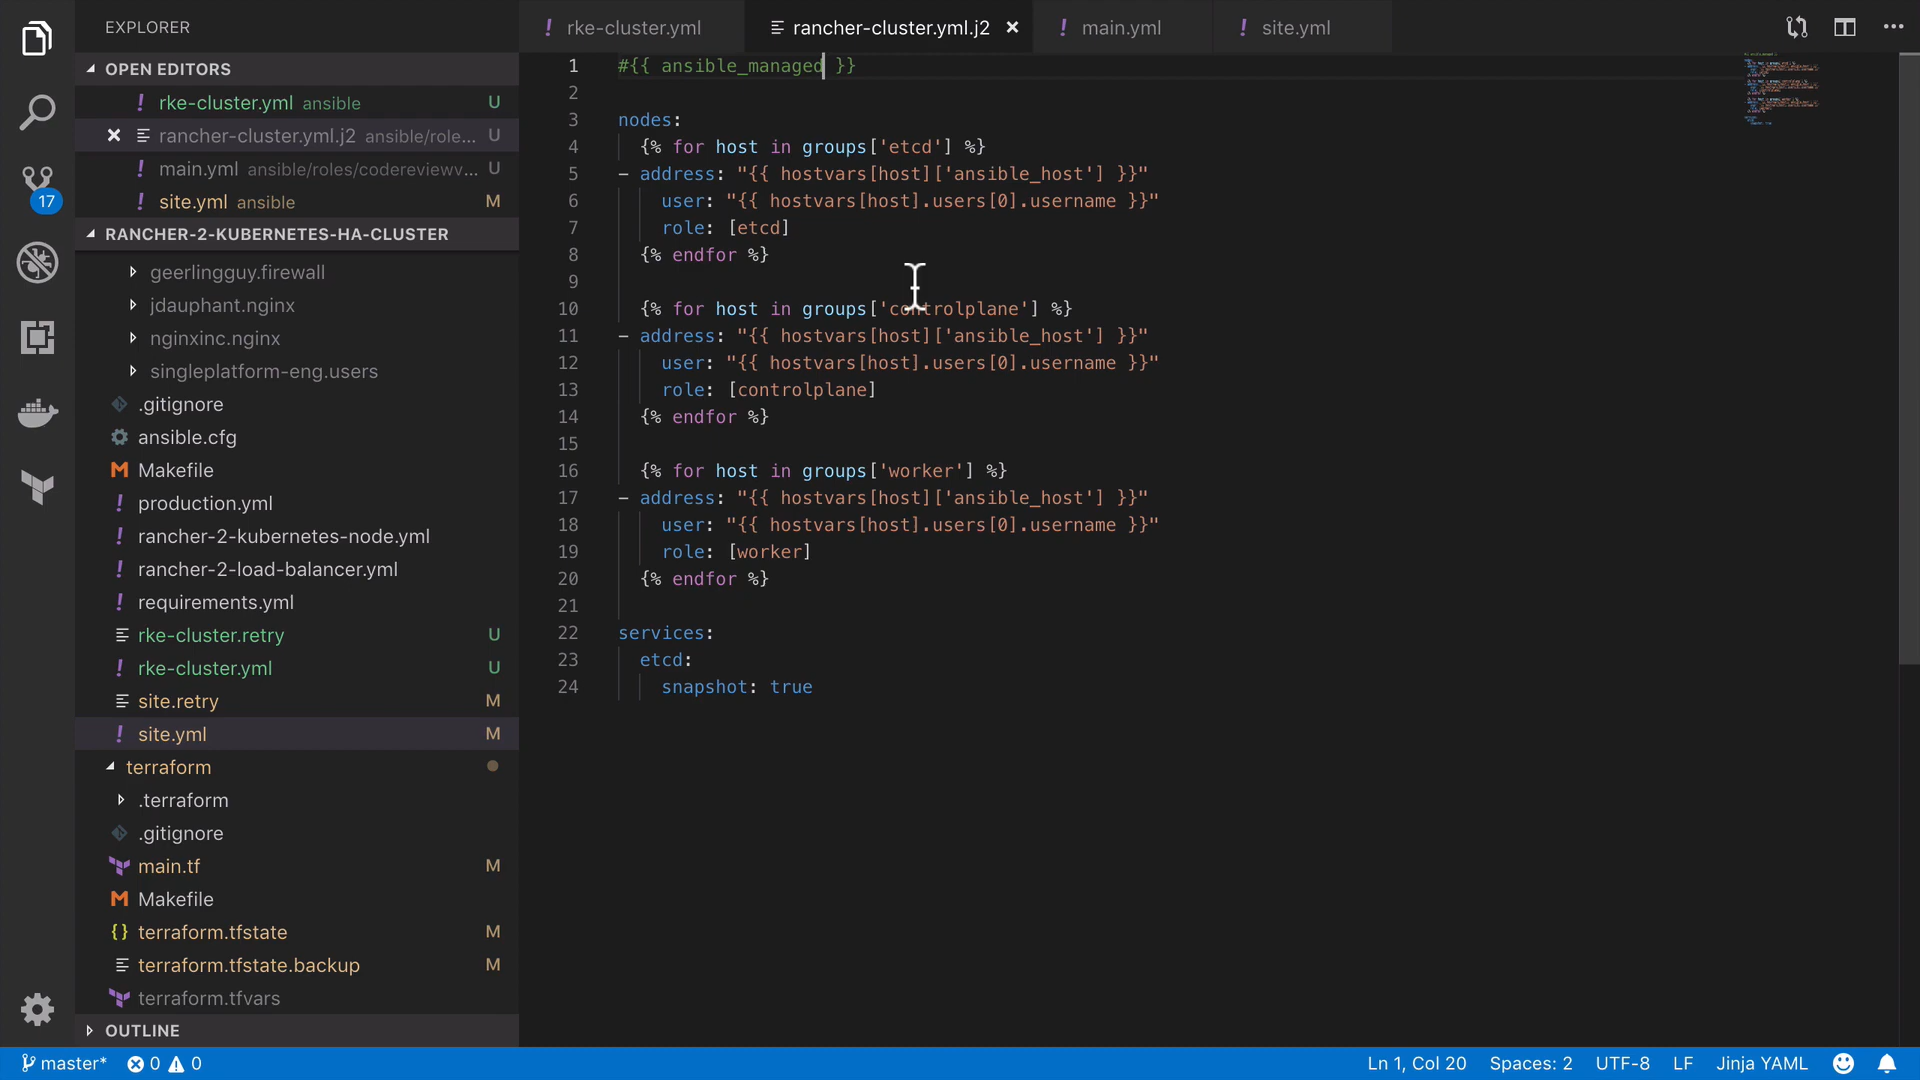 EXPLORER
OPEN EDITORS
rke-cluster.yml ansible U
rancher-cluster.yml.j2 ansible/role... U
main.yml ansible/roles/codereviewv... U
site.yml ansible M
RANCHER-2-KUBERNETES-HA-CLUSTER
geerlingguy.firewall
jdauphant.nginx
nginxinc.nginx
singleplatform-eng.users
.gitignore
ansible.cfg
Makefile
production.yml
rancher-2-kubernetes-node.yml
rancher-2-load-balancer.yml
requirements.yml
rke-cluster.retry U
rke-cluster.yml U
site.retry M
site.yml M
terraform
.terraform
.gitignore
main.tf M
Makefile
terraform.tfstate M
terraform.tfstate.backup M
terraform.tfvars
OUTLINE
17
rke-cluster.yml rancher-cluster.yml.j2 main.yml site.yml
1 #{{ ansible_managed }}
2
3 nodes:
4 {% for host in groups['etcd'] %}
5 - address: "{{ hostvars[host]['ansible_host'] }}"
6 user: "{{ hostvars[host].users[0].username }}"
7 role: [etcd]
8 {% endfor %}
9
10 {% for host in groups['controlplane'] %}
11 - address: "{{ hostvars[host]['ansible_host'] }}"
12 user: "{{ hostvars[host].users[0].username }}"
13 role: [controlplane]
14 {% endfor %}
15
16 {% for host in groups['worker'] %}
17 - address: "{{ hostvars[host]['ansible_host'] }}"
18 user: "{{ hostvars[host].users[0].username }}"
19 role: [worker]
20 {% endfor %}
21
22 services:
23 etcd:
24 snapshot: true
master* 0 0 Ln 1, Col 20 Spaces: 2 UTF-8 LF Jinja YAML